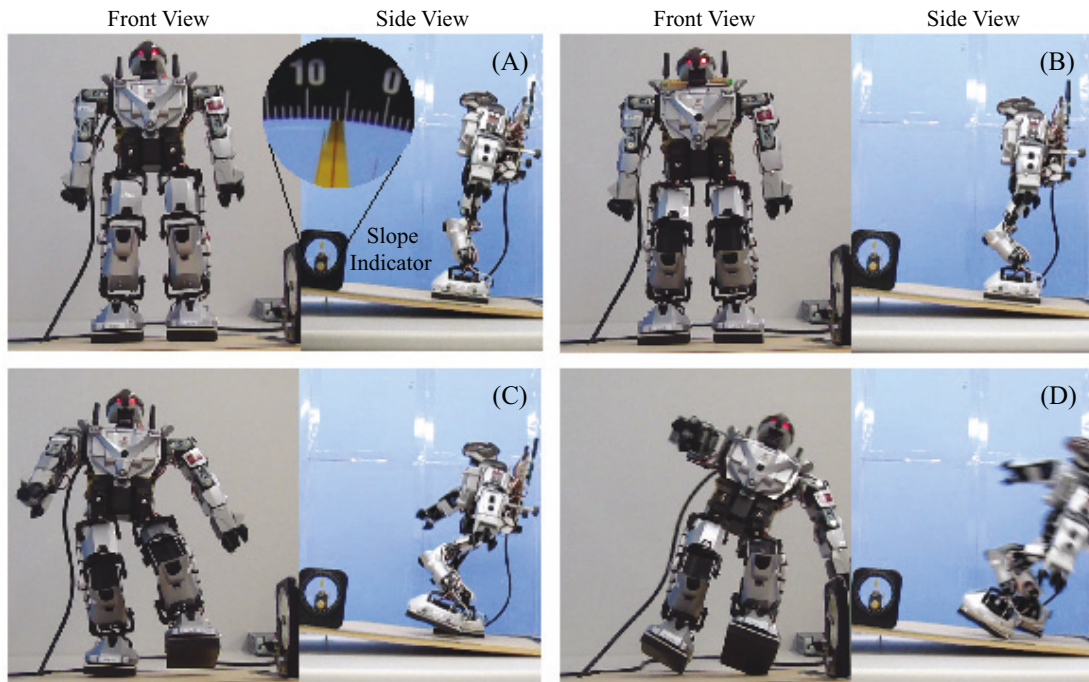 Front View
Side View
Front View
Side View
(A)
10
0
Slope
Indicator
(B)
(C)
(D)